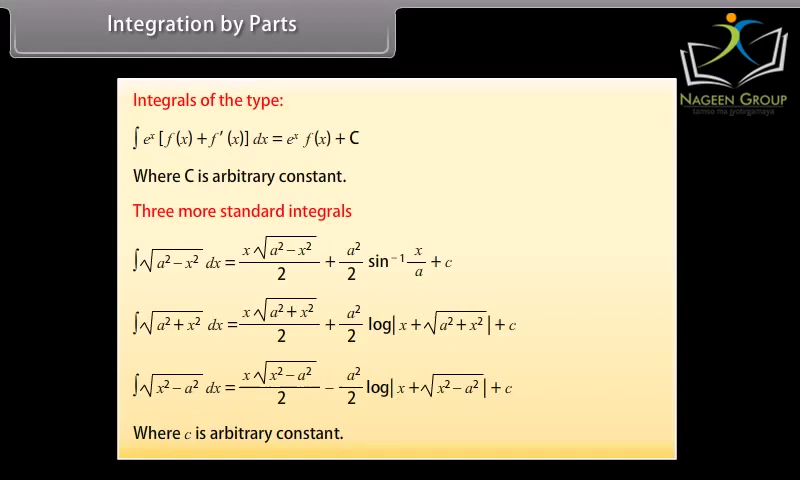 Integration by Parts
NAGEEN GROUP
tamso ma jyotirgamaya
Integrals of the type:
∫ eˣ [f(x) + f′(x)] dx = eˣ f(x) + C
Where C is arbitrary constant.
Three more standard integrals
∫√(a² – x²) dx = x√(a² – x²)/2 + a²/2 sin⁻¹ x/a + c
∫√(a² + x²) dx = x√(a² + x²)/2 + a²/2 log|x + √(a² + x²)| + c
∫√(x² – a²) dx = x√(x² – a²)/2 – a²/2 log|x + √(x² – a²)| + c
Where c is arbitrary constant.